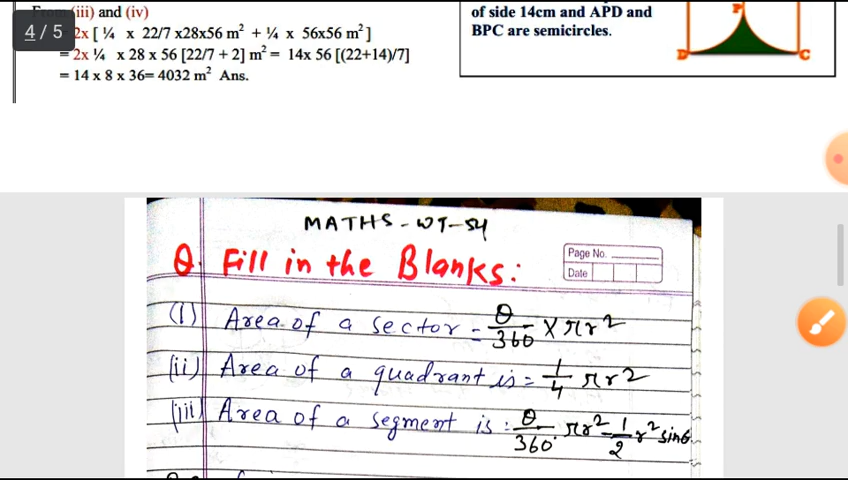 From (iii) and (iv)
4/5
2x [ ¼ x 22/7 x28x56 m² + ¼ x 56x56 m² ]
= 2x ¼ x 28 x 56 [22/7 + 2] m² = 14x 56 [(22+14)/7]
= 14 x 8 x 36= 4032 m² Ans.
of side 14cm and APD and
BPC are semicircles.
P
D
C
MATHS - WT-54
Q. Fill in the Blanks:
Page No.
Date
(i) Area of a sector = θ/360 × πr²
(ii) Area of a quadrant is = 1/4 πr2
(iii) Area of a segment is : θ/360° πr² - 1/2 r² sinθ